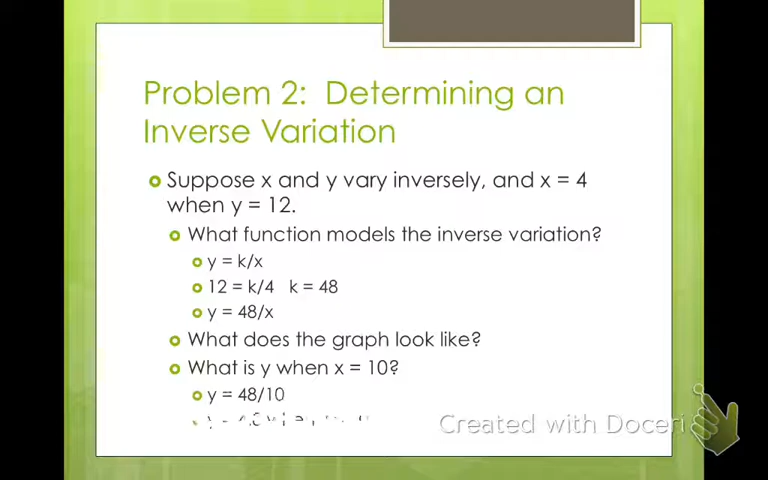 Problem 2: Determining an
Inverse Variation
Suppose x and y vary inversely, and x = 4
when y = 12.
What function models the inverse variation?
y = k/x
12 = k/4 k = 48
y = 48/x
What does the graph look like?
What is y when x = 10?
y = 48/10
Created with Doceri